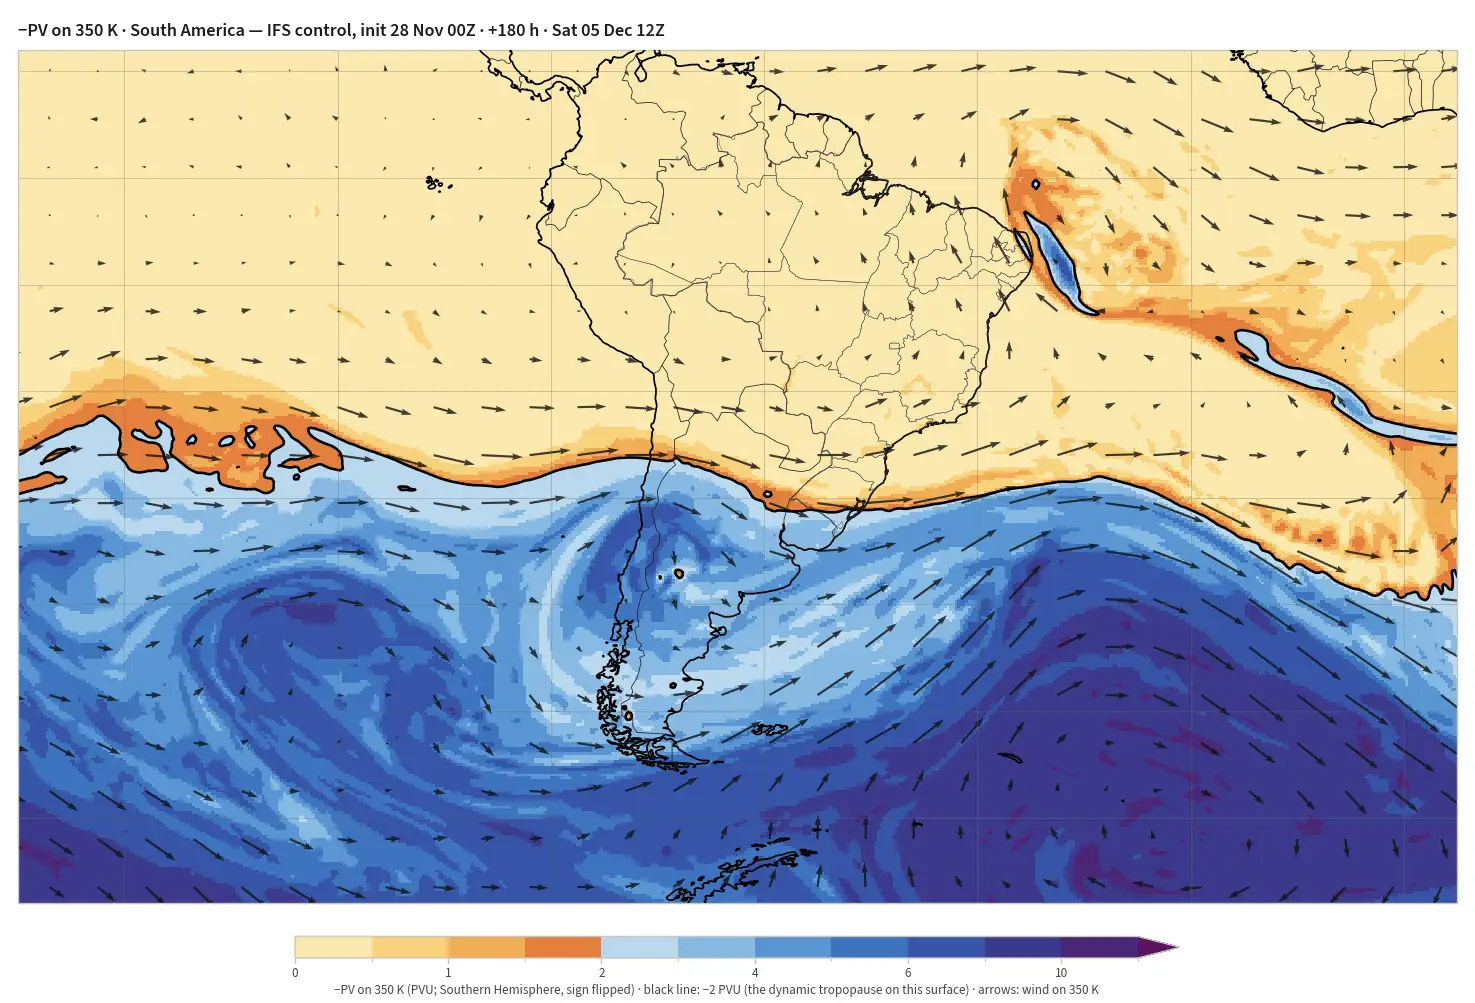 −PV on 350 K · South America — IFS control, init 28 Nov 00Z · +180 h · Sat 05 Dec 12Z
0 1 2 4 6 10
−PV on 350 K (PVU; Southern Hemisphere, sign flipped) · black line: −2 PVU (the dynamic tropopause on this surface) · arrows: wind on 350 K